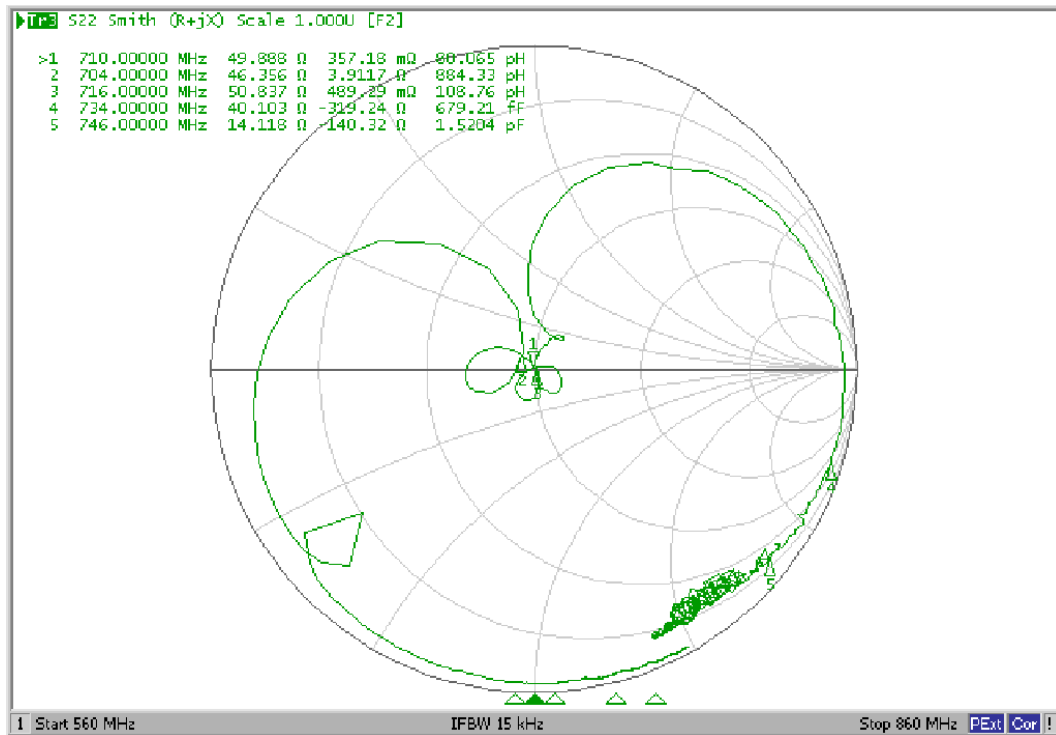 Tr3 S22 Smith (R+jX) Scale 1.000U [F2]
>1 710.00000 MHz 49.888 Ω 357.18 mΩ 80.065 pH
2 704.00000 MHz 46.356 Ω 3.9117 Ω 884.33 pH
3 716.00000 MHz 50.837 Ω 489.29 mΩ 108.76 pH
4 734.00000 MHz 40.103 Ω -319.24 Ω 679.21 fF
5 746.00000 MHz 14.118 Ω -140.32 Ω 1.5204 pF
1
2
4
5
1 Start 560 MHz IFBW 15 kHz Stop 860 MHz PExt Cor !